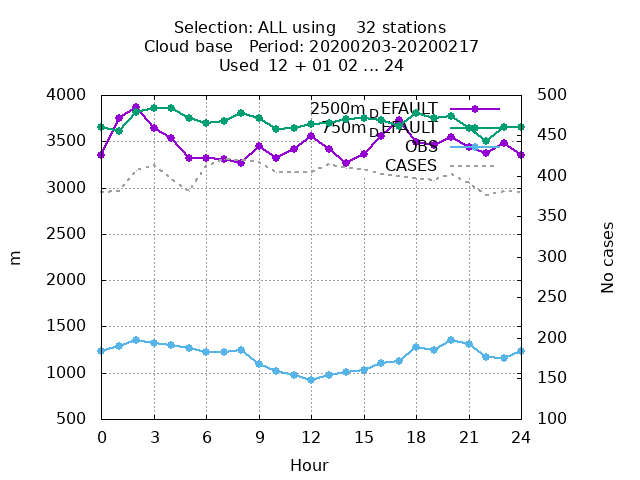 Selection: ALL using 32 stations
Cloud base Period: 20200203-20200217
Used 12 + 01 02 ... 24
4000
3500
3000
2500
2000
1500
1000
500
m
500
450
400
350
300
250
200
150
100
No cases
2500m_DEFAULT
750m_DEFAULT
OBS
CASES
0 3 6 9 12 15 18 21 24
Hour